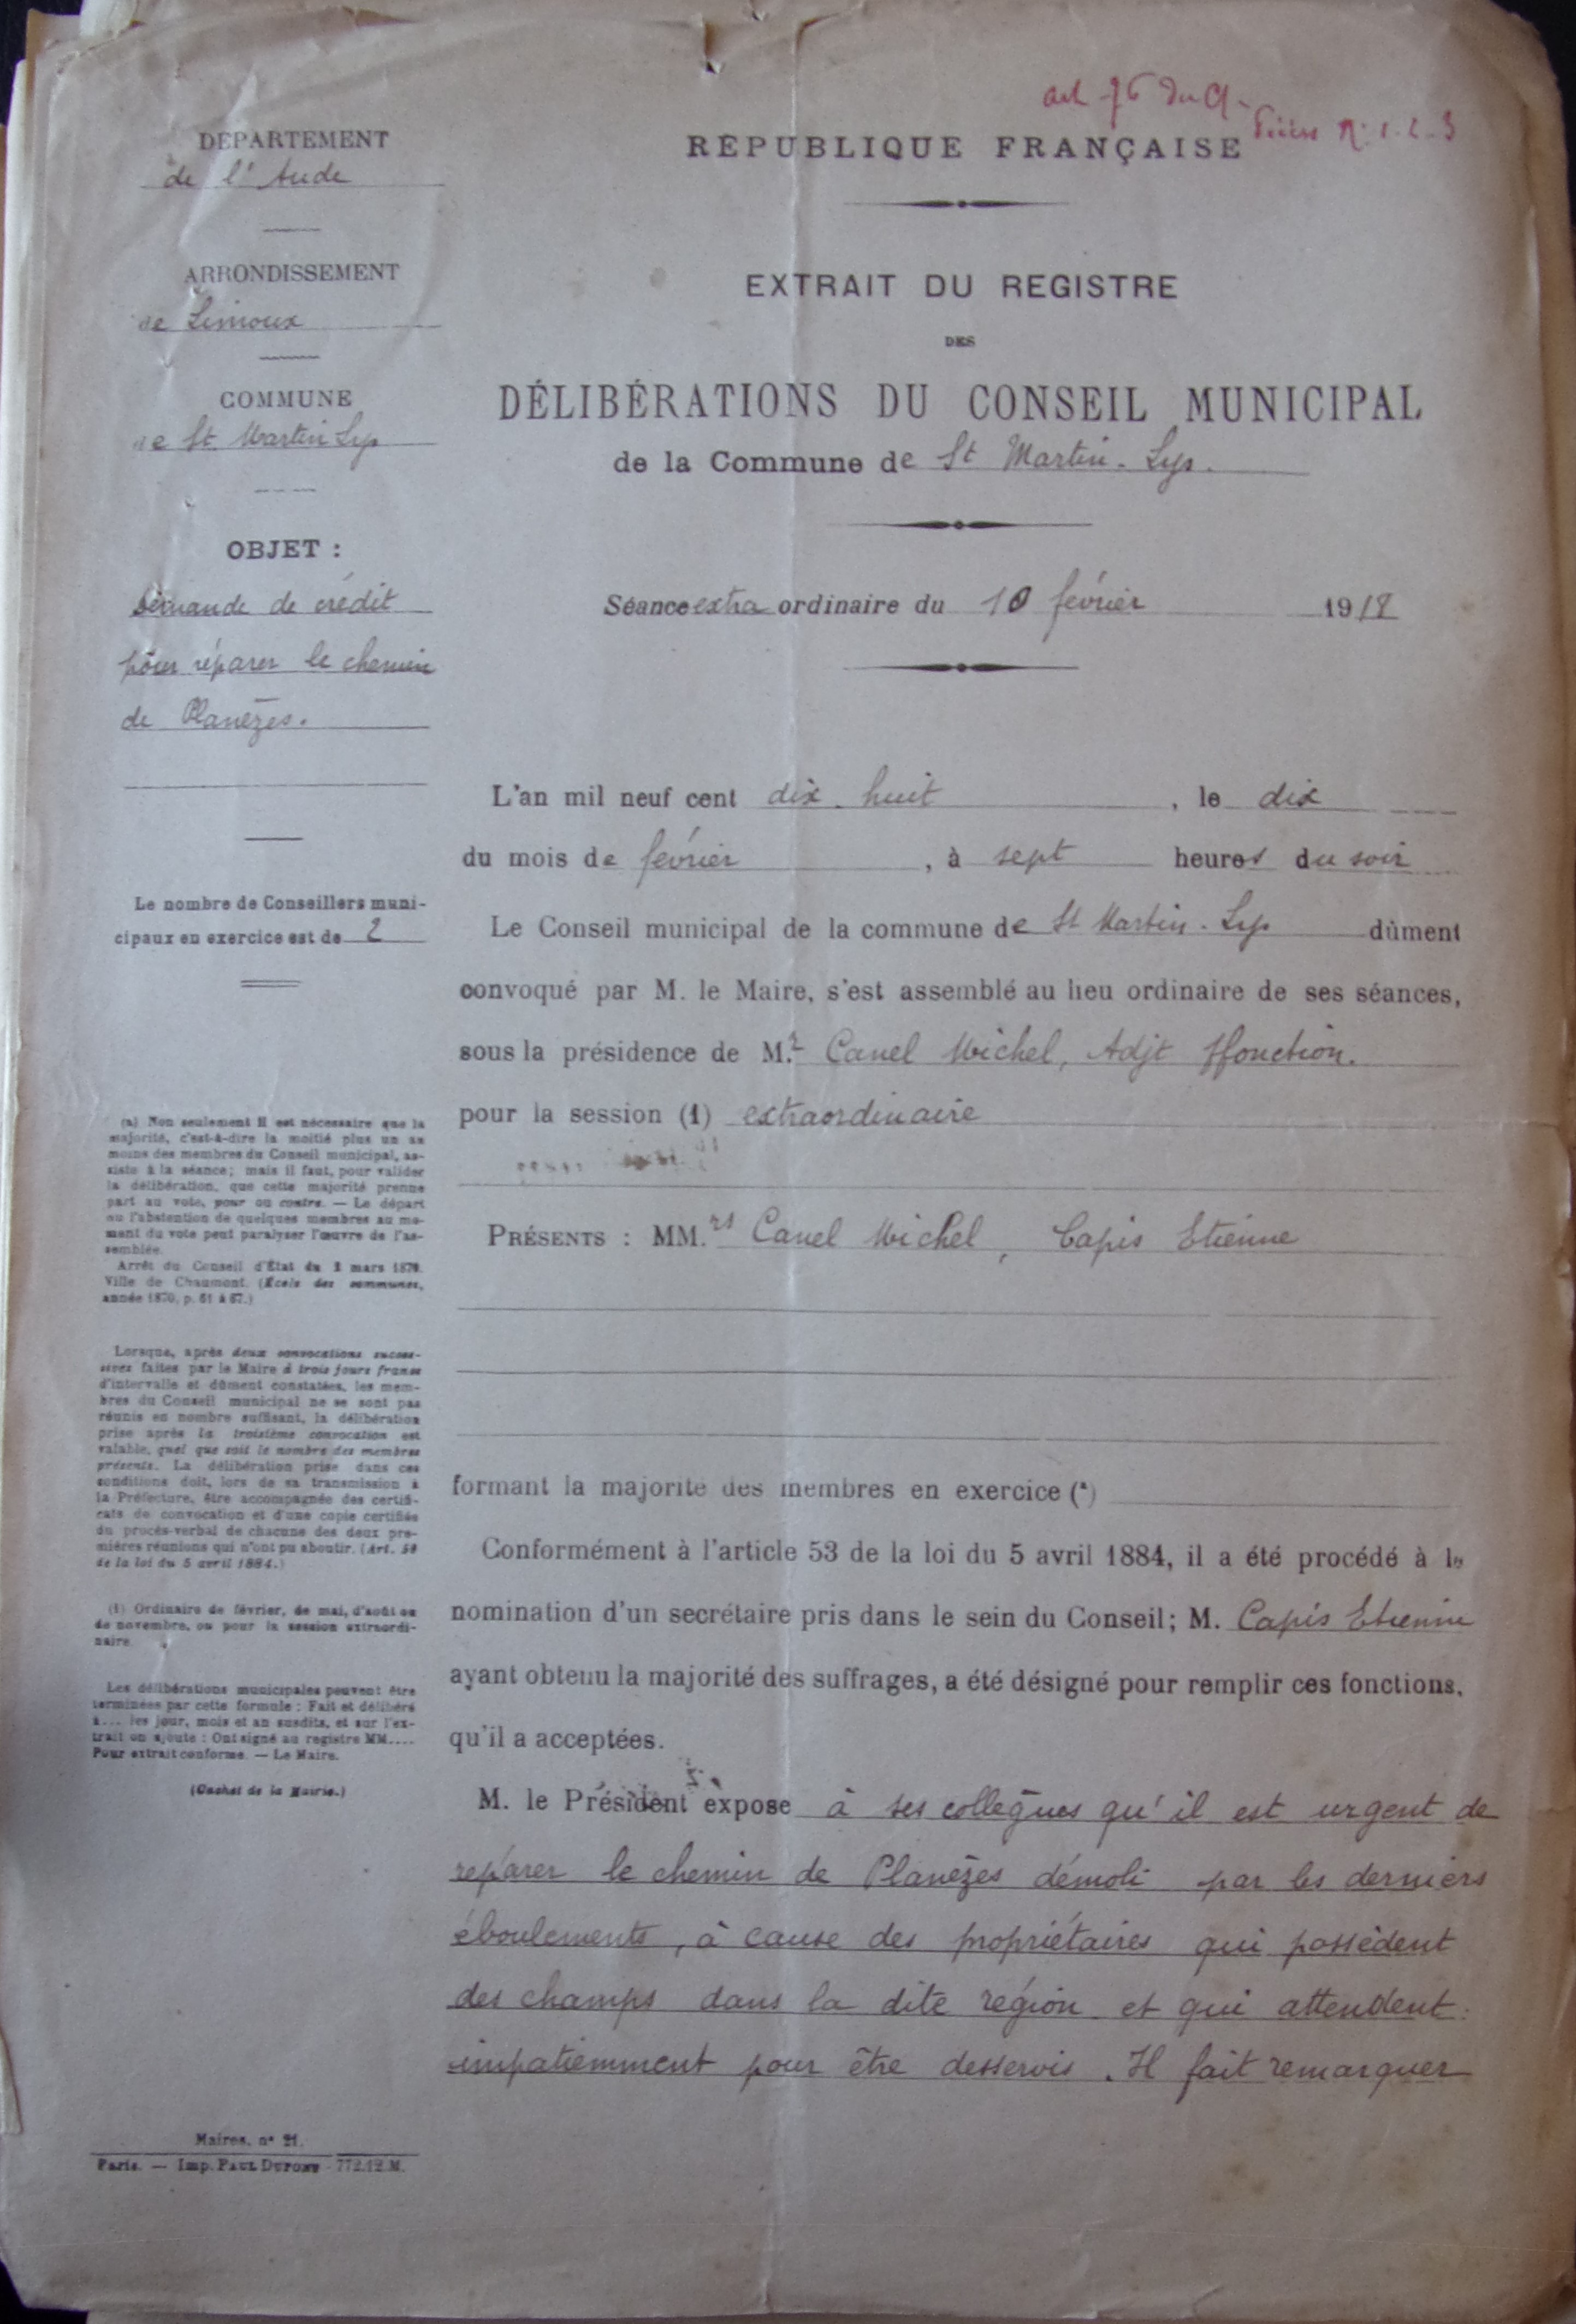 art 76 du
Pièces N. 1. 2. 3
DEPARTEMENT
de l'Aude
ARRONDISSEMENT
de Limoux
COMMUNE
de St Martin Lys
OBJET :
Demande de crédit
pour réparer le chemin
de Planèzes.
Le nombre de Conseillers muni-
cipaux en exercice est de 2
(a) Non seulement il est nécessaire que la
majorité, c'est-à-dire la moitié plus un au
moins des membres du Conseil municipal, as-
siste à la séance; mais il faut, pour valider
la délibération, que cette majorité prenne
part au vote, pour ou contre. — Le départ
ou l'abstention de quelques membres au mo-
ment du vote peut paralyser l'œuvre de l'as-
semblée.
Arrêt du Conseil d'État du mars 1870.
Ville de Chaumont. (École des communes,
année 1870, p. 61 à 67.)
Lorsque, après deux convocations succes-
sives faites par le Maire à trois jours francs
d'intervalle et dûment constatées, les mem-
bres du Conseil municipal ne se sont pas
réunis en nombre suffisant, la délibération
prise après la troisième convocation est
valable, quel que soit le nombre des membres
présents. La délibération prise dans ces
conditions doit, lors de sa transmission à
la Préfecture, être accompagnée des certifi-
cats de convocation et d'une copie certifiée
du procès-verbal de chacune des deux pre-
mières réunions qui n'ont pu aboutir. (Art. 50
de la loi du 5 avril 1884.)
(1) Ordinaire de février, de mai, d'août ou
de novembre, ou pour la session extraordi-
naire.
Les délibérations municipales peuvent être
terminées par cette formule : Fait et délibéré
à... les jour, mois et an susdits, et sur l'ex-
trait on ajoute : Ont signé au registre MM....
Pour extrait conforme. — Le Maire.
(Cachet de la Mairie.)
Maires. n° 21.
Paris. — Imp. PAUL DUPONT 772.12.M.
RÉPUBLIQUE FRANÇAISE
EXTRAIT DU REGISTRE
DES
DÉLIBÉRATIONS DU CONSEIL MUNICIPAL
de la Commune de St Martin-Lys.
Séance extra ordinaire du 10 février 1918
L'an mil neuf cent dix-huit, le dix
du mois de février, à sept heures du soir
Le Conseil municipal de la commune de St Martin-Lys dûment
convoqué par M. le Maire, s'est assemblé au lieu ordinaire de ses séances,
sous la présidence de M.r Canel Michel, Adjt ffonction.
pour la session (1) extraordinaire
PRÉSENTS : MM.rs Canel Michel, Capis Etienne
formant la majorité des membres en exercice (a)
Conformément à l'article 53 de la loi du 5 avril 1884, il a été procédé à la
nomination d'un secrétaire pris dans le sein du Conseil; M. Capis Etienne
ayant obtenu la majorité des suffrages, a été désigné pour remplir ces fonctions,
qu'il a acceptées.
M. le Président expose à ses collègues qu'il est urgent de
réparer le chemin de Planèzes démoli par les derniers
éboulements, à cause des propriétaires qui possèdent
des champs dans la dite région et qui attendent
impatiemment pour être desservis. Il fait remarquer